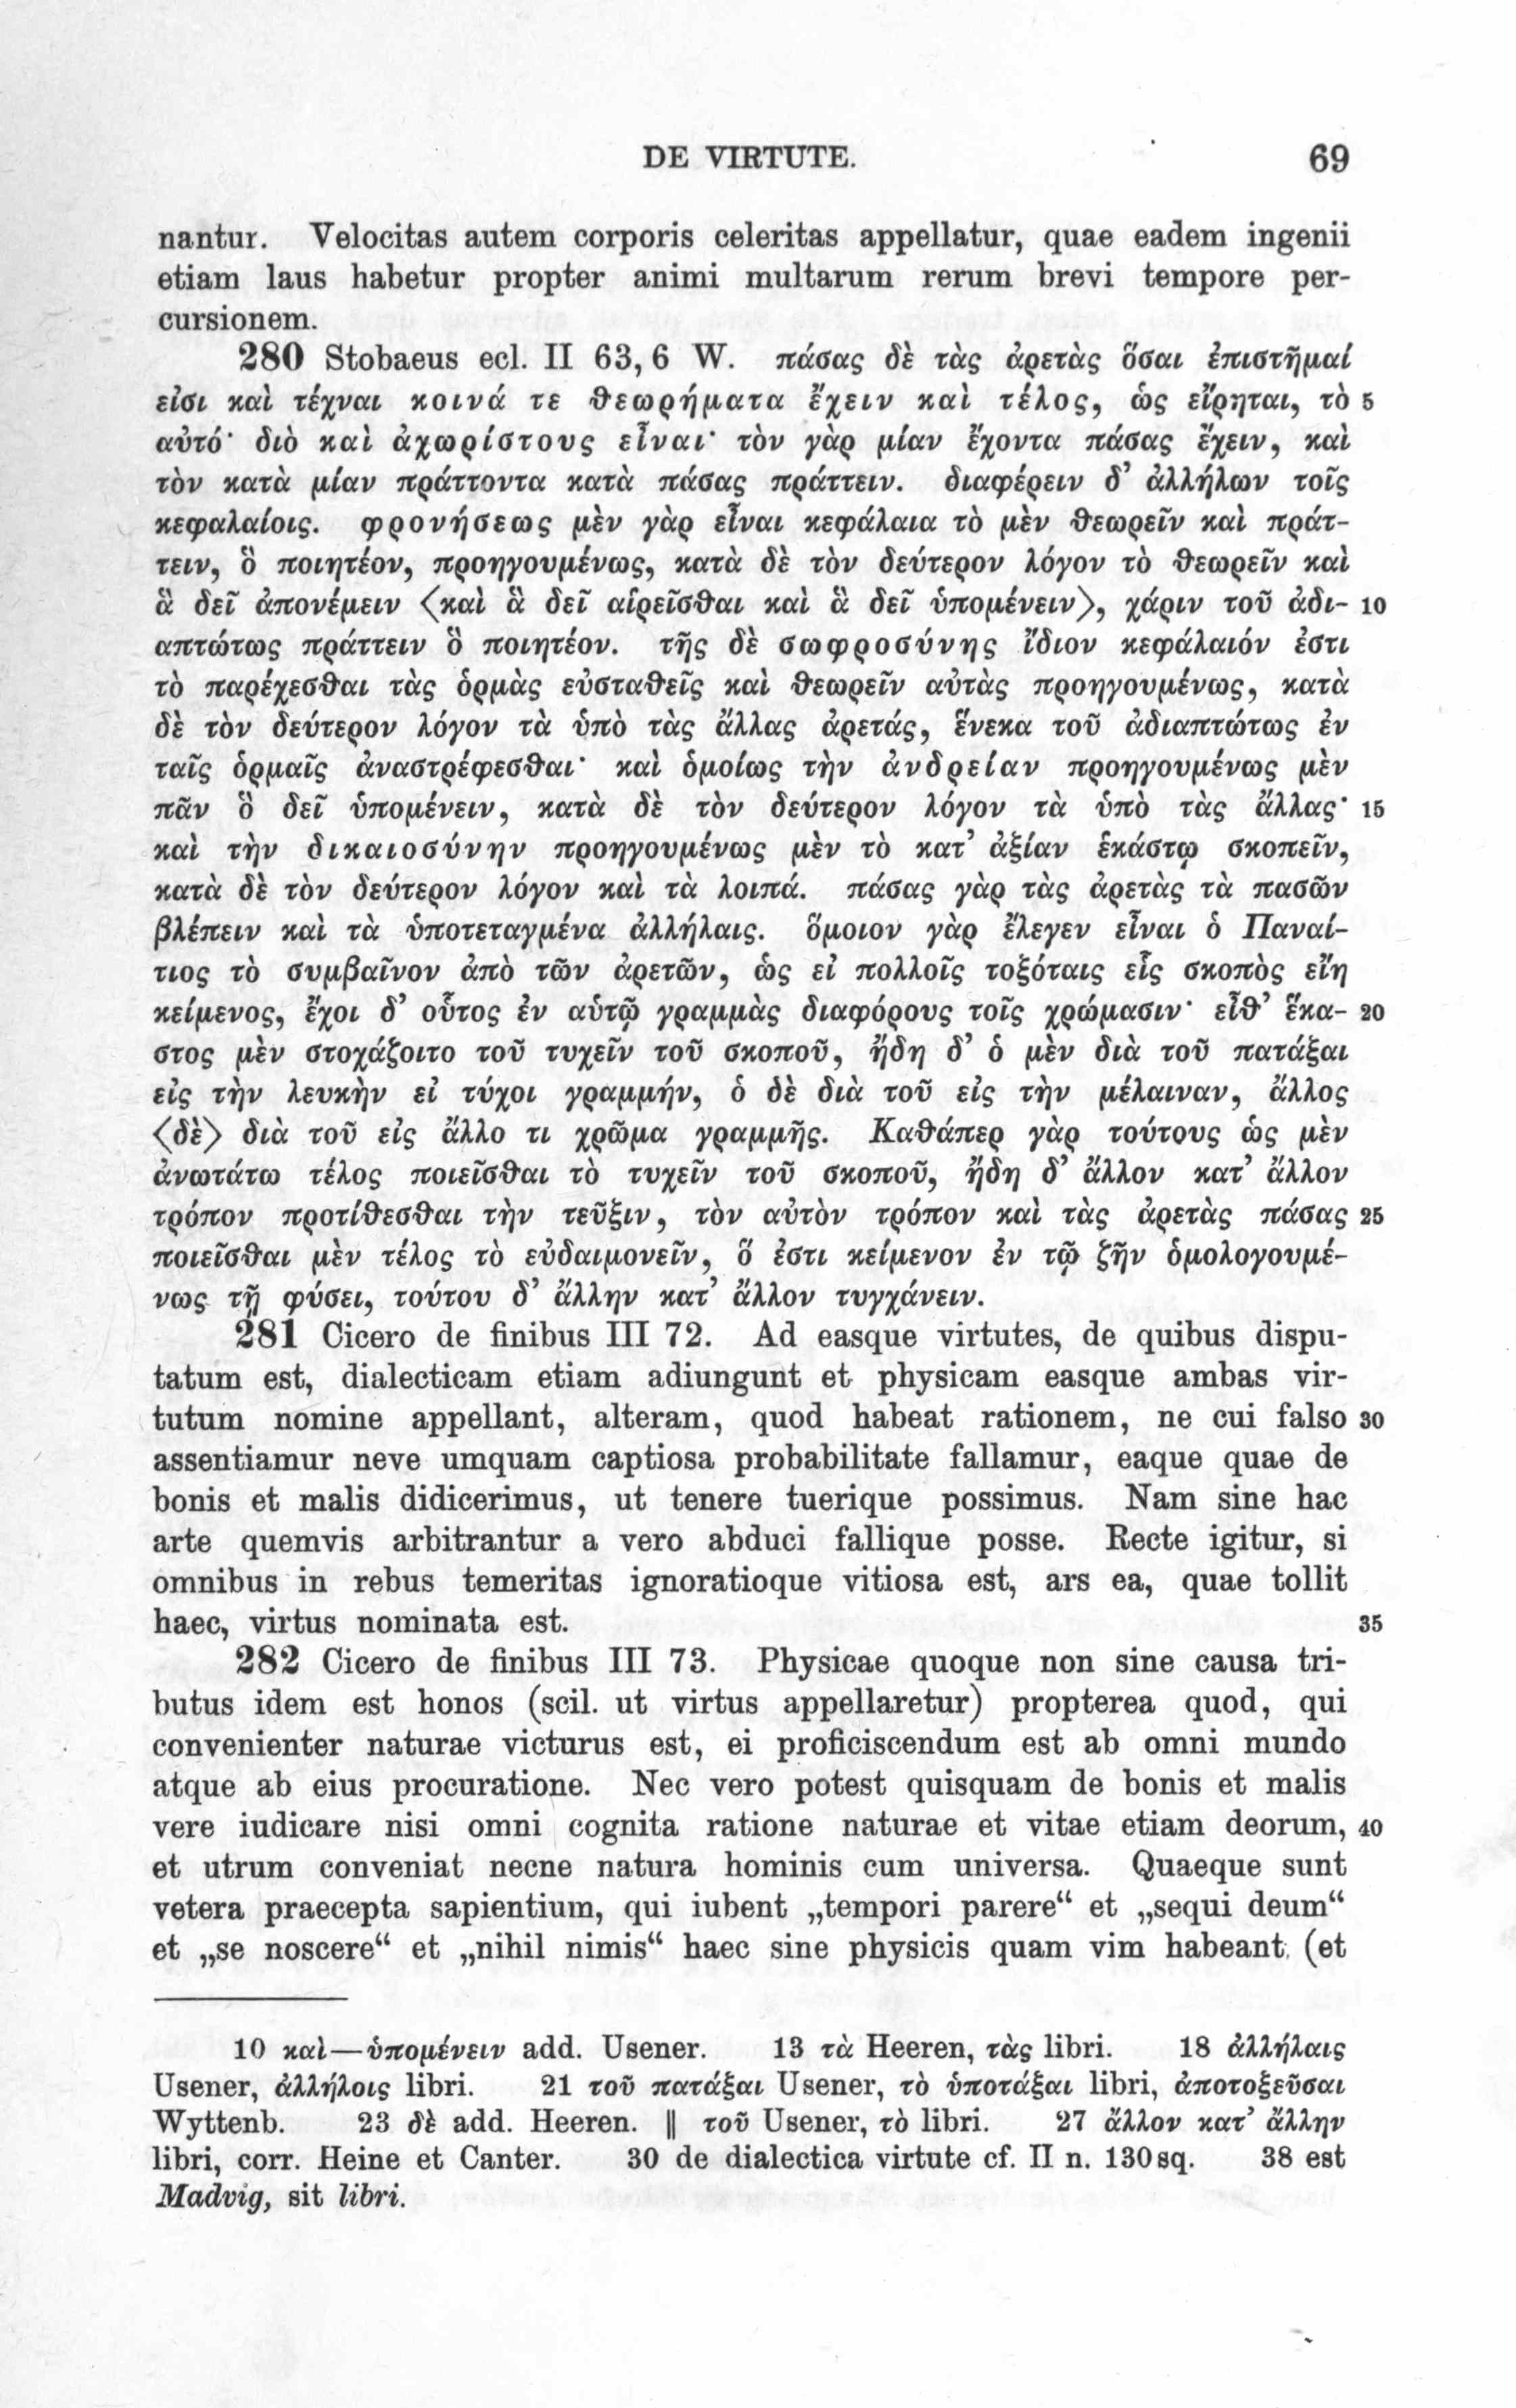 DE VIRTUTE. 69
nantur. Velocitas autem corporis celeritas appellatur, quae eadem ingenii
etiam laus habetur propter animi multarum rerum brevi tempore per-
cursionem.
280 Stobaeus ecl. II 63, 6 W. πάσας δὲ τὰς ἀρετὰς ὅσαι ἐπιστῆμαί
εἰσι καὶ τέχναι κοινά τε θεωρήματα ἔχειν καὶ τέλος, ὡς εἴρηται, τὸ 5
αὐτό· διὸ καὶ ἀχωρίστους εἶναι· τὸν γὰρ μίαν ἔχοντα πάσας ἔχειν, καὶ
τὸν κατὰ μίαν πράττοντα κατὰ πάσας πράττειν. διαφέρειν δ’ ἀλλήλων τοῖς
κεφαλαίοις. φρονήσεως μὲν γὰρ εἶναι κεφάλαια τὸ μὲν θεωρεῖν καὶ πράτ-
τειν, ὃ ποιητέον, προηγουμένως, κατὰ δὲ τὸν δεύτερον λόγον τὸ θεωρεῖν καὶ
ἃ δεῖ ἀπονέμειν ⟨καὶ ἃ δεῖ αἱρεῖσθαι καὶ ἃ δεῖ ὑπομένειν⟩, χάριν τοῦ ἀδι- 10
απτώτως πράττειν ὃ ποιητέον. τῆς δὲ σωφροσύνης ἴδιον κεφάλαιόν ἐστι
τὸ παρέχεσθαι τὰς ὁρμὰς εὐσταθεῖς καὶ θεωρεῖν αὐτὰς προηγουμένως, κατὰ
δὲ τὸν δεύτερον λόγον τὰ ὑπὸ τὰς ἄλλας ἀρετάς, ἕνεκα τοῦ ἀδιαπτώτως ἐν
ταῖς ὁρμαῖς ἀναστρέφεσθαι· καὶ ὁμοίως τὴν ἀνδρείαν προηγουμένως μὲν
πᾶν ὃ δεῖ ὑπομένειν, κατὰ δὲ τὸν δεύτερον λόγον τὰ ὑπὸ τὰς ἄλλας· 15
καὶ τὴν δικαιοσύνην προηγουμένως μὲν τὸ κατ’ ἀξίαν ἑκάστῳ σκοπεῖν,
κατὰ δὲ τὸν δεύτερον λόγον καὶ τὰ λοιπά. πάσας γὰρ τὰς ἀρετὰς τὰ πασῶν
βλέπειν καὶ τὰ ὑποτεταγμένα ἀλλήλαις. ὅμοιον γὰρ ἔλεγεν εἶναι ὁ Παναί-
τιος τὸ συμβαῖνον ἀπὸ τῶν ἀρετῶν, ὡς εἰ πολλοῖς τοξόταις εἷς σκοπὸς εἴη
κείμενος, ἔχοι δ’ οὗτος ἐν αὑτῷ γραμμὰς διαφόρους τοῖς χρώμασιν· εἶθ’ ἕκα- 20
στος μὲν στοχάζοιτο τοῦ τυχεῖν τοῦ σκοποῦ, ἤδη δ’ ὁ μὲν διὰ τοῦ πατάξαι
εἰς τὴν λευκὴν εἰ τύχοι γραμμήν, ὁ δὲ διὰ τοῦ εἰς τὴν μέλαιναν, ἄλλος
⟨δὲ⟩ διὰ τοῦ εἰς ἄλλο τι χρῶμα γραμμῆς. Καθάπερ γὰρ τούτους ὡς μὲν
ἀνωτάτω τέλος ποιεῖσθαι τὸ τυχεῖν τοῦ σκοποῦ, ἤδη δ’ ἄλλον κατ’ ἄλλον
τρόπον προτίθεσθαι τὴν τεῦξιν, τὸν αὐτὸν τρόπον καὶ τὰς ἀρετὰς πάσας 25
ποιεῖσθαι μὲν τέλος τὸ εὐδαιμονεῖν, ὅ ἐστι κείμενον ἐν τῷ ζῆν ὁμολογουμέ-
νως τῇ φύσει, τούτου δ’ ἄλλην κατ’ ἄλλον τυγχάνειν.
281 Cicero de finibus III 72. Ad easque virtutes, de quibus dispu-
tatum est, dialecticam etiam adiungunt et physicam easque ambas vir-
tutum nomine appellant, alteram, quod habeat rationem, ne cui falso 30
assentiamur neve umquam captiosa probabilitate fallamur, eaque quae de
bonis et malis didicerimus, ut tenere tuerique possimus. Nam sine hac
arte quemvis arbitrantur a vero abduci fallique posse. Recte igitur, si
omnibus in rebus temeritas ignoratioque vitiosa est, ars ea, quae tollit
haec, virtus nominata est. 35
282 Cicero de finibus III 73. Physicae quoque non sine causa tri-
butus idem est honos (scil. ut virtus appellaretur) propterea quod, qui
convenienter naturae victurus est, ei proficiscendum est ab omni mundo
atque ab eius procuratione. Nec vero potest quisquam de bonis et malis
vere iudicare nisi omni cognita ratione naturae et vitae etiam deorum, 40
et utrum conveniat necne natura hominis cum universa. Quaeque sunt
vetera praecepta sapientium, qui iubent „tempori parere“ et „sequi deum“
et „se noscere“ et „nihil nimis“ haec sine physicis quam vim habeant (et
10 καὶ—ὑπομένειν add. Usener. 13 τὰ Heeren, τὰς libri. 18 ἀλλήλαις
Usener, ἀλλήλοις libri. 21 τοῦ πατάξαι Usener, τὸ ὑποτάξαι libri, ἀποτοξεῦσαι
Wyttenb. 23 δὲ add. Heeren. ‖ τοῦ Usener, τὸ libri. 27 ἄλλον κατ’ ἄλλην
libri, corr. Heine et Canter. 30 de dialectica virtute cf. II n. 130 sq. 38 est
Madvig, sit libri.